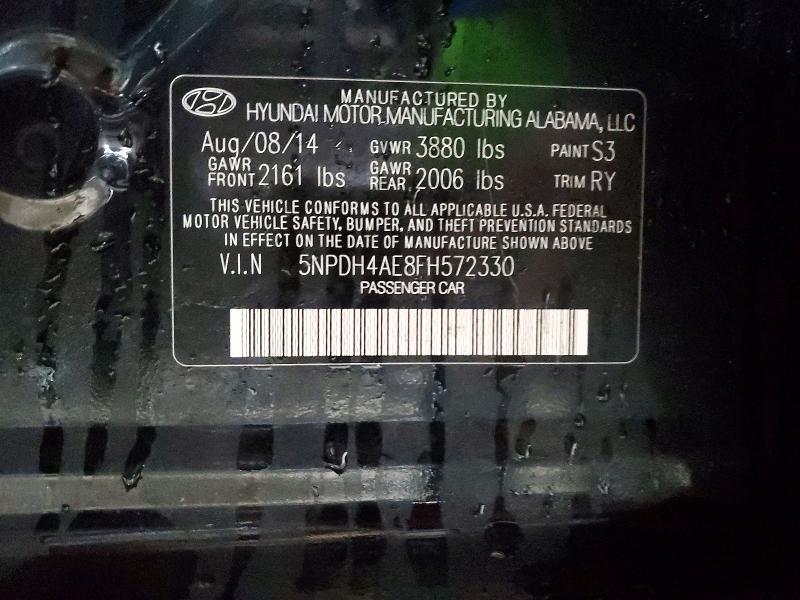 MANUFACTURED BY
HYUNDAI MOTOR MANUFACTURING ALABAMA, LLC
Aug/08/14 GVWR 3880 lbs PAINT S3
GAWR FRONT 2161 lbs GAWR REAR 2006 lbs TRIM RY
THIS VEHICLE CONFORMS TO ALL APPLICABLE U.S.A. FEDERAL
MOTOR VEHICLE SAFETY, BUMPER, AND THEFT PREVENTION STANDARDS
IN EFFECT ON THE DATE OF MANUFACTURE SHOWN ABOVE
V.I.N 5NPDH4AE8FH572330
PASSENGER CAR